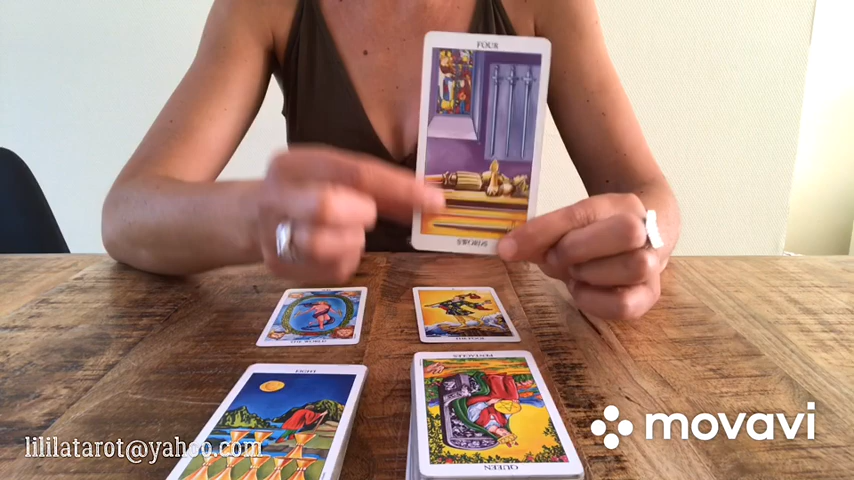 FOUR
SWORDS
THE WORLD
THE FOOL
EIGHT
PENTACLES
QUEEN
lililatarot@yahoo.com
movavi